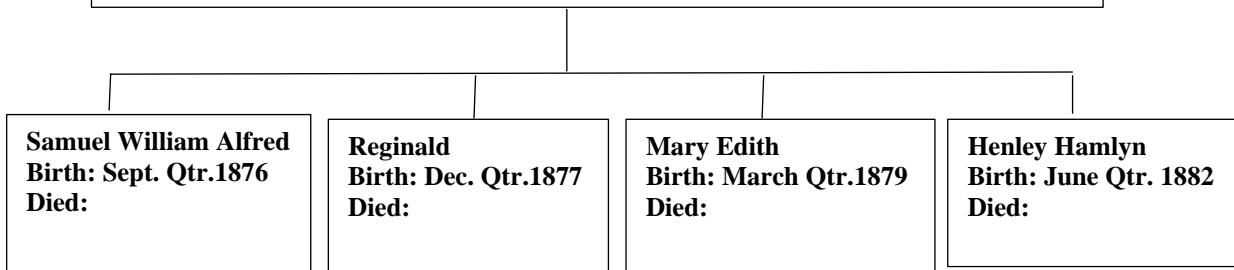 Samuel William Alfred
Birth: Sept. Qtr.1876
Died:
Reginald
Birth: Dec. Qtr.1877
Died:
Mary Edith
Birth: March Qtr.1879
Died:
Henley Hamlyn
Birth: June Qtr. 1882
Died: